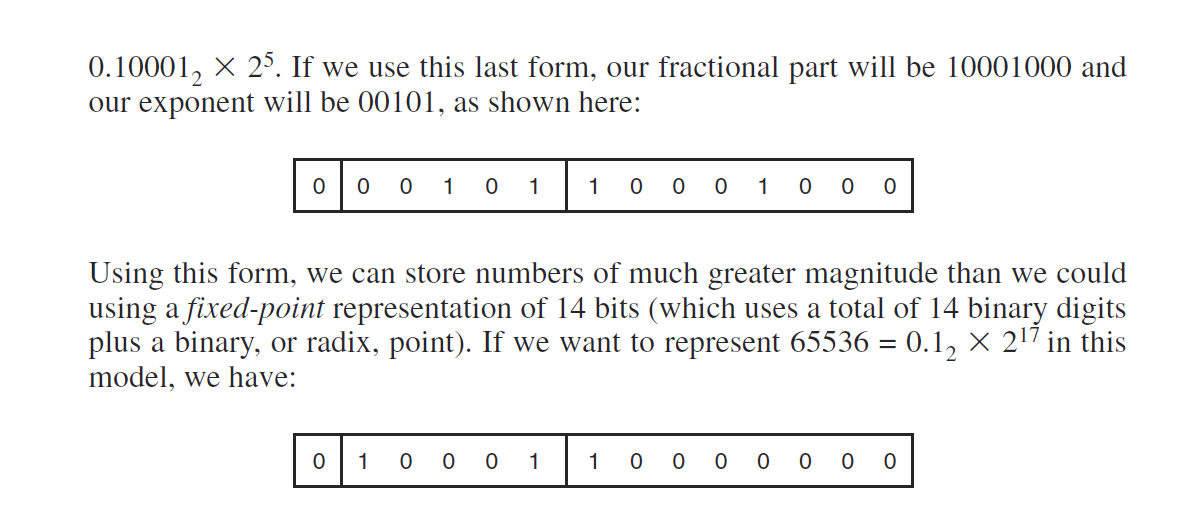 0.10001₂ × 2⁵. If we use this last form, our fractional part will be 10001000 and
our exponent will be 00101, as shown here:
0 0 0 1 0 1 1 0 0 0 1 0 0 0
Using this form, we can store numbers of much greater magnitude than we could
using a fixed-point representation of 14 bits (which uses a total of 14 binary digits
plus a binary, or radix, point). If we want to represent 65536 = 0.1₂ × 2¹⁷ in this
model, we have:
0 1 0 0 0 1 1 0 0 0 0 0 0 0